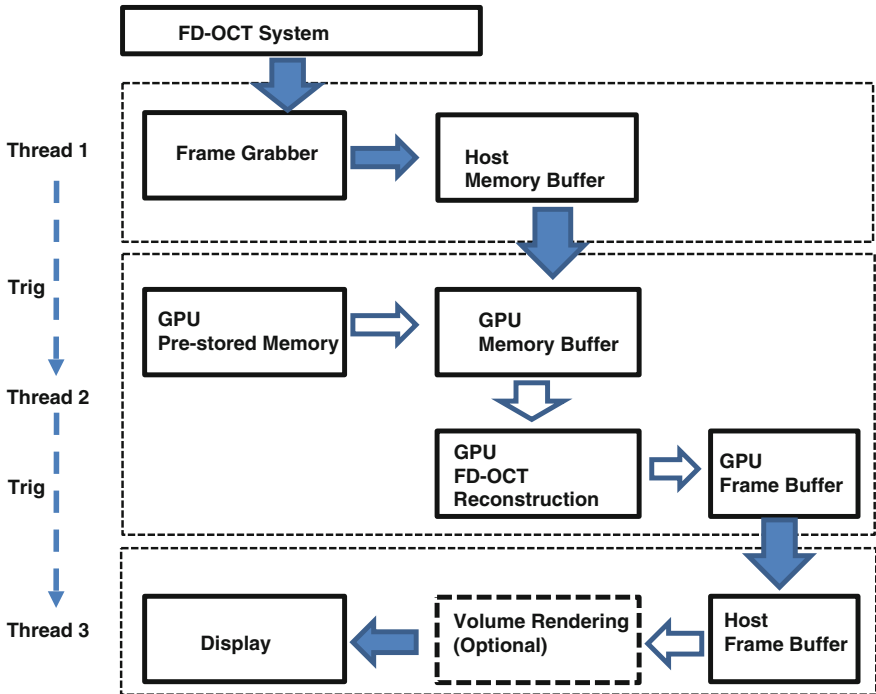 FD-OCT System
Thread 1
Frame Grabber
Host
Memory Buffer
Trig
GPU
Pre-stored Memory
GPU
Memory Buffer
Thread 2
GPU
FD-OCT
Reconstruction
GPU
Frame Buffer
Trig
Thread 3
Display
Volume Rendering
(Optional)
Host
Frame Buffer